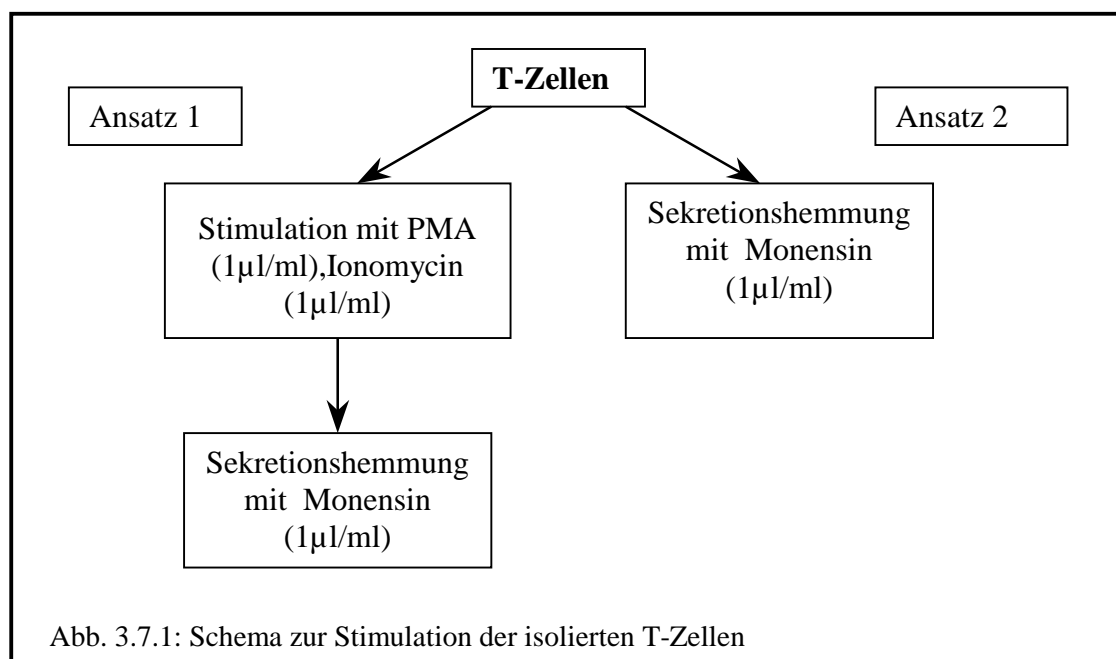 T-Zellen
Ansatz 1
Ansatz 2
Stimulation mit PMA
(1µl/ml),Ionomycin
(1µl/ml)
Sekretionshemmung
mit Monensin
(1µl/ml)
Sekretionshemmung
mit Monensin
(1µl/ml)
Abb. 3.7.1: Schema zur Stimulation der isolierten T-Zellen